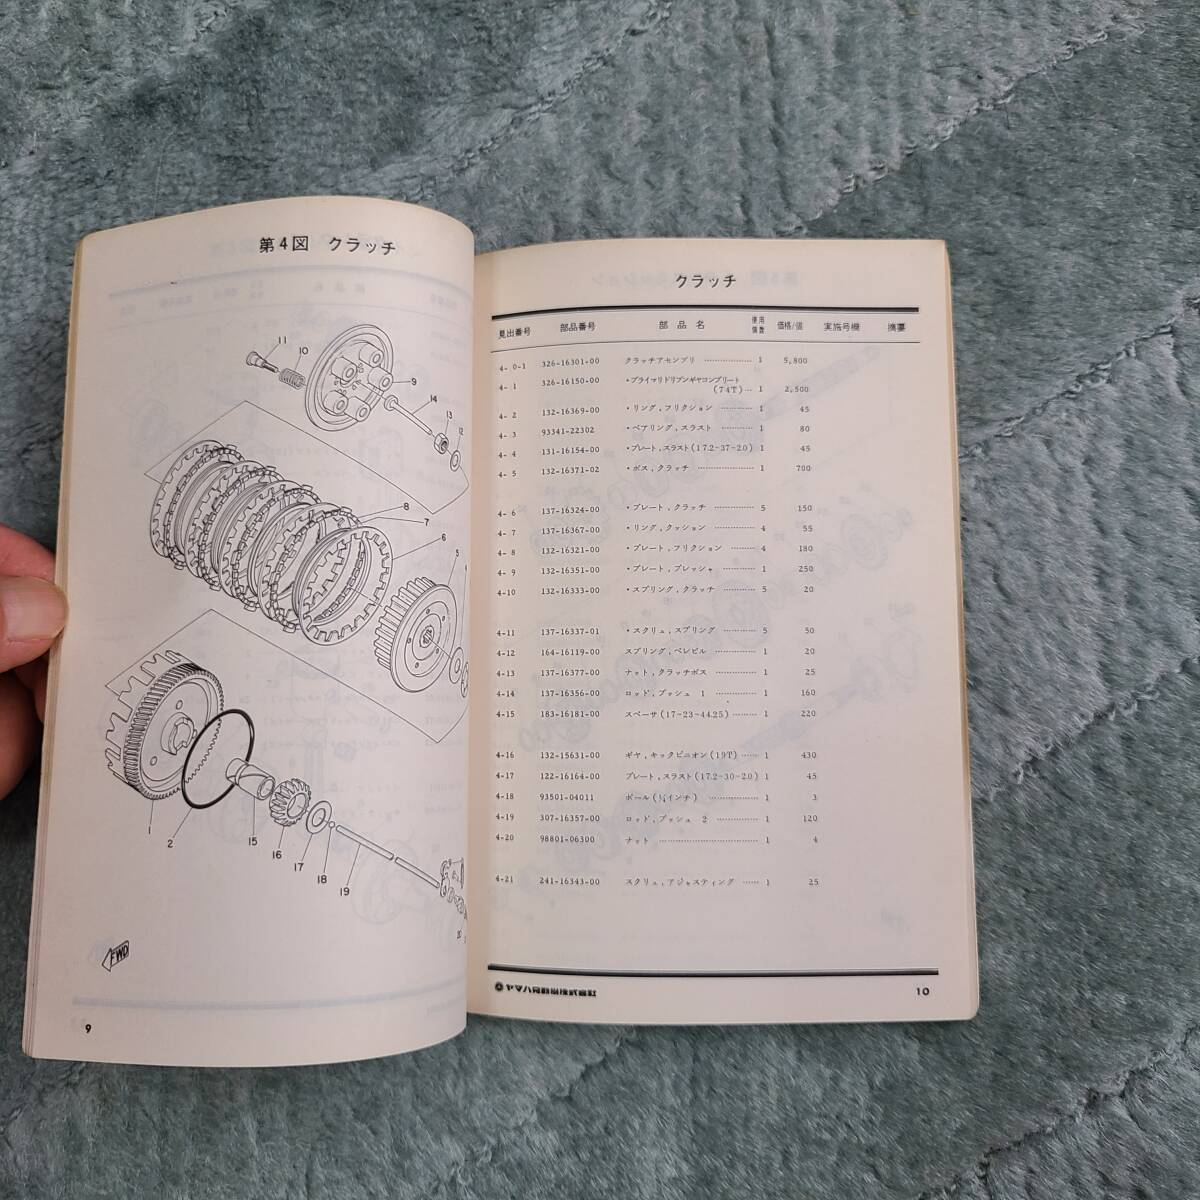 第4図 クラッチ
11
10
9
14
13
12
8
7
6
5
1
2
15
16
17
18
19
20
FWD
9
クラッチ
見出番号 部品番号 部品名 使用個数 価格/個 実施号機 摘要
4- 0-1 326-16301-00 クラッチアセンブリ 1 5,800
4- 1 326-16150-00 ・プライマリドリブンギヤコンプリート
(74T) 1 2,500
4- 2 132-16369-00 ・リング,フリクション 1 45
4- 3 93341-22302 ・ベアリング,スラスト 1 80
4- 4 131-16154-00 ・プレート,スラスト(17.2-37-2.0) 1 45
4- 5 132-16371-02 ・ボス,クラッチ 1 700
4- 6 137-16324-00 ・プレート,クラッチ 5 150
4- 7 137-16367-00 ・リング,クッション 4 55
4- 8 132-16321-00 ・プレート,フリクション 4 180
4- 9 132-16351-00 ・プレート,プレッシャ 1 250
4-10 132-16333-00 ・スプリング,クラッチ 5 20
4-11 137-16337-01 ・スクリュ,スプリング 5 50
4-12 164-16119-00 スプリング,ベレビル 1 20
4-13 137-16377-00 ナット,クラッチボス 1 25
4-14 137-16356-00 ロッド,プッシュ 1 1 160
4-15 183-16181-00 スペーサ(17-23-44.25) 1 220
4-16 132-15631-00 ギヤ,キックピニオン(19T) 1 430
4-17 122-16164-00 プレート,スラスト(17.2-30-2.0) 1 45
4-18 93501-04011 ボール(¼インチ) 1 3
4-19 307-16357-00 ロッド,プッシュ 2 1 120
4-20 98801-06300 ナット 1 4
4-21 241-16343-00 スクリュ,アジャスティング 1 25
ヤマハ発動機株式会社
10